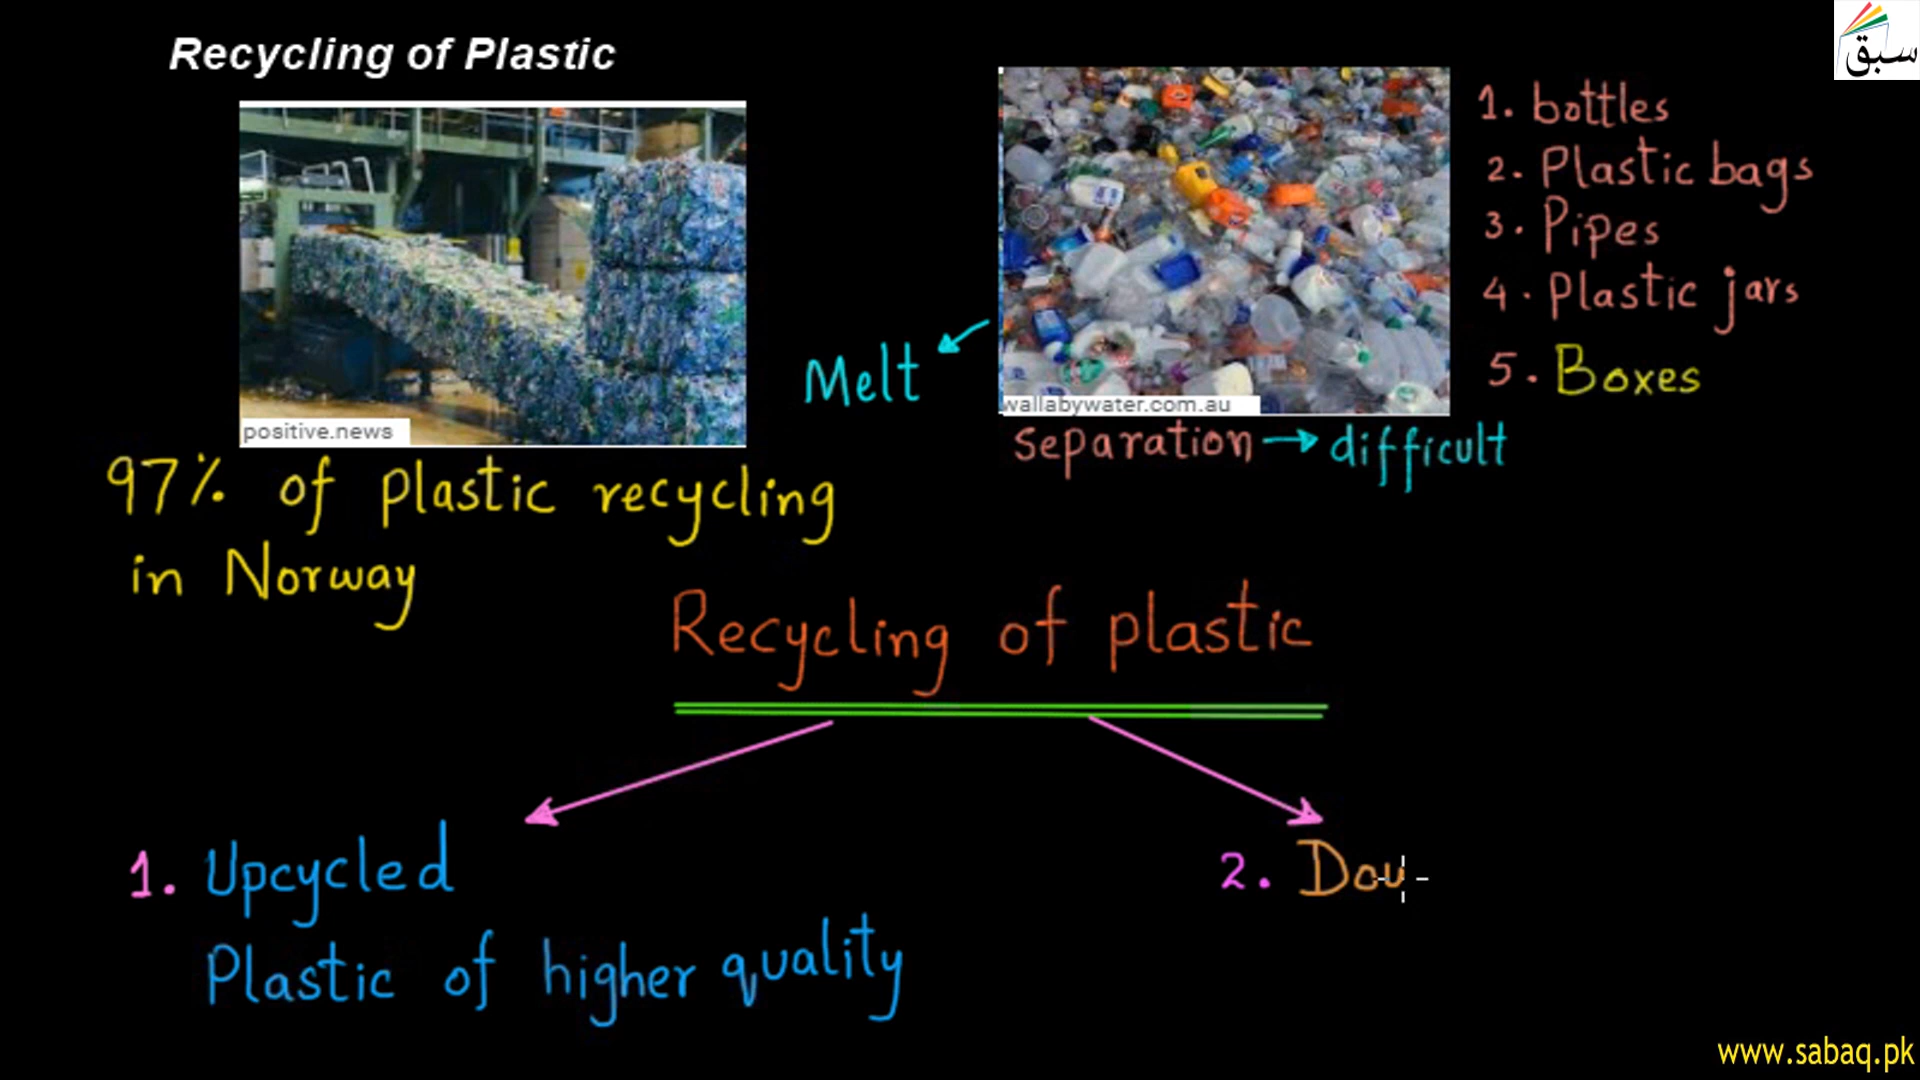 Recycling of Plastic
سبق
1. bottles
2. Plastic bags
3. Pipes
4. Plastic jars
5. Boxes
Melt
positive.news
wallabywater.com.au
separation → difficult
97% of plastic recycling
in Norway
Recycling of plastic
1. Upcycled
Plastic of higher quality
2. Dou
www.sabaq.pk